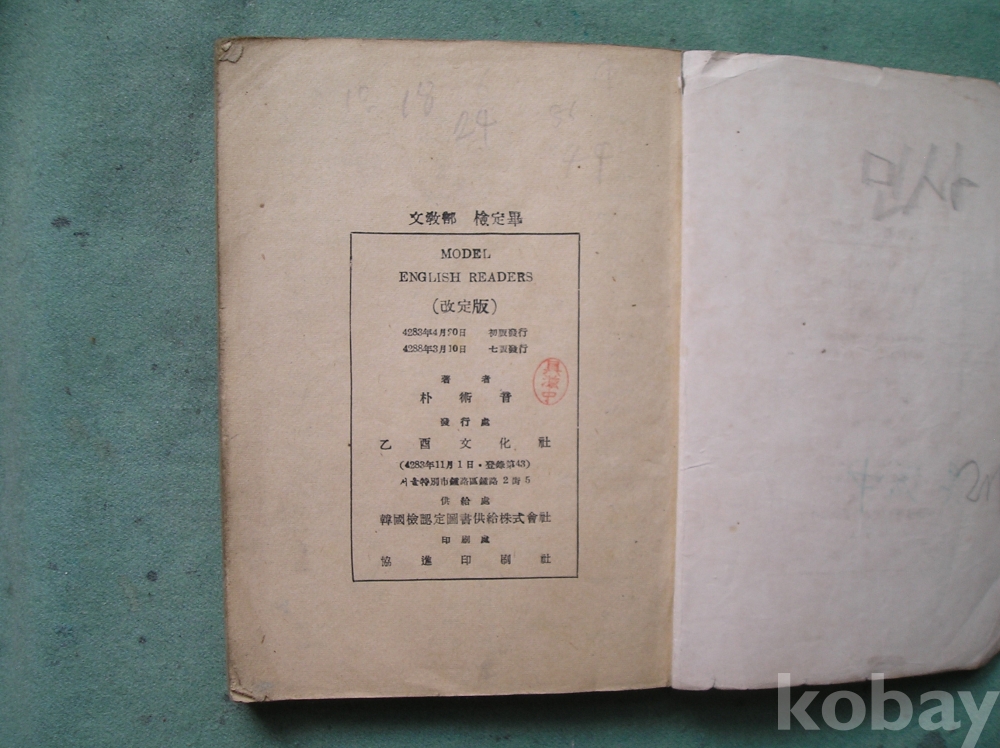 18
24
文敎部 檢定畢
MODEL
ENGLISH READERS
(改定版)
4283年4月20日 初版發行
4288年3月10日 七版發行
著者
朴術音
發行處
乙酉文化社
(4283年11月1日·登錄第43)
서울特別市鍾路區鍾路2街5
供給處
韓國檢認定圖書供給株式會社
印刷處
協進印刷社
kobay